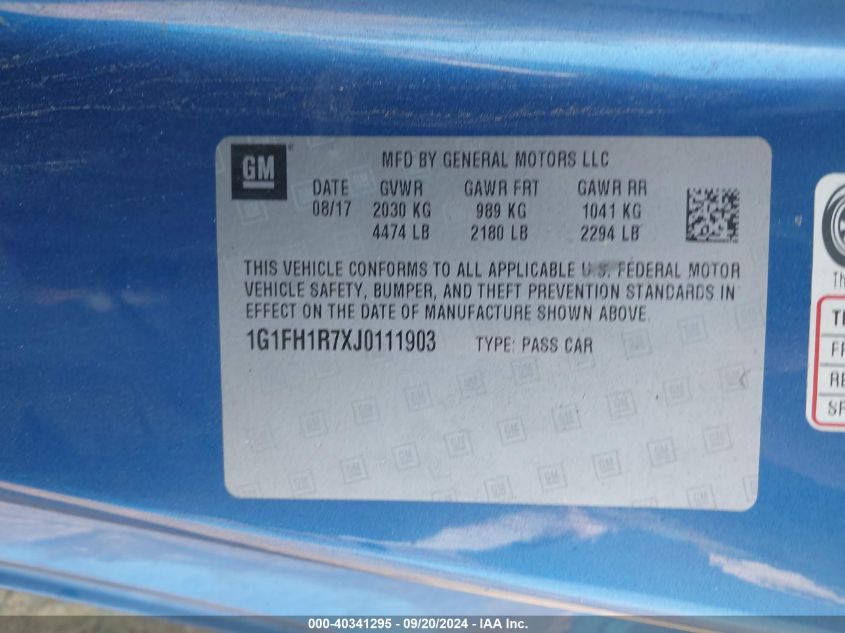 GM
MFD BY GENERAL MOTORS LLC
DATE GVWR GAWR FRT GAWR RR
08/17 2030 KG 989 KG 1041 KG
4474 LB 2180 LB 2294 LB
THIS VEHICLE CONFORMS TO ALL APPLICABLE U.S. FEDERAL MOTOR
VEHICLE SAFETY, BUMPER, AND THEFT PREVENTION STANDARDS IN
EFFECT ON THE DATE OF MANUFACTURE SHOWN ABOVE.
1G1FH1R7XJ0111903 TYPE: PASS CAR
000-40341295 - 09/20/2024 - IAA Inc.